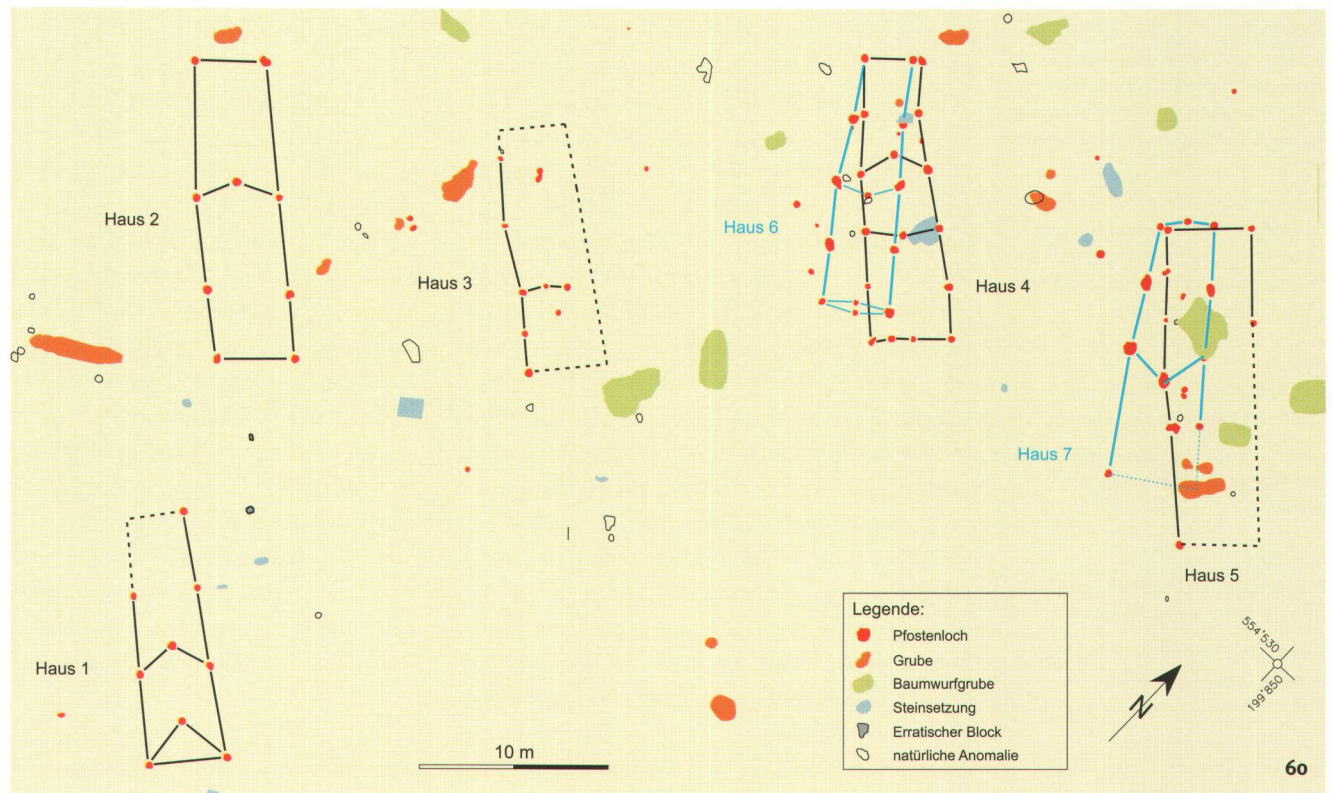 Haus 2
Haus 3
Haus 6
Haus 4
Haus 7
Haus 5
Haus 1
10 m
Legende:
Pfostenloch
Grube
Baumwurfgrube
Steinsetzung
Erratischer Block
natürliche Anomalie
N
554'530
199'850
60